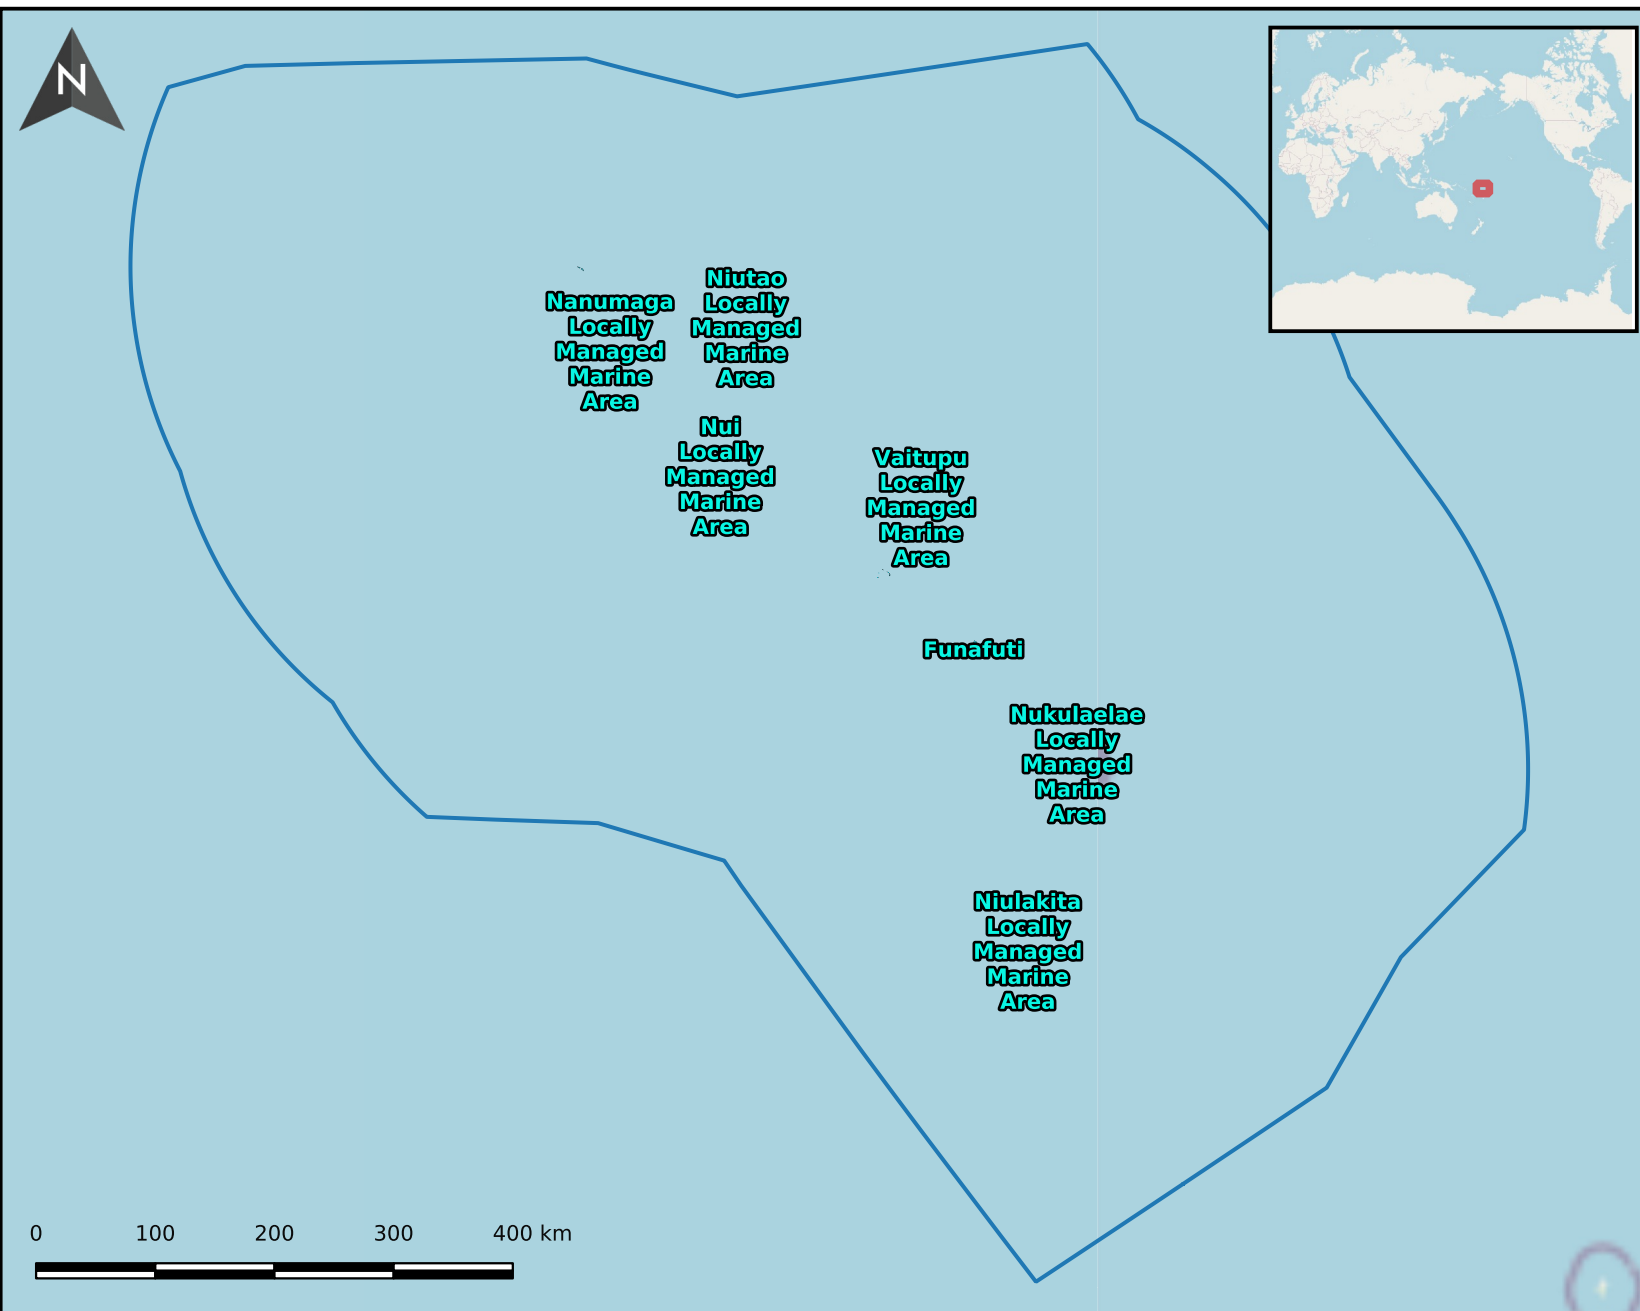 N
Niutao
Locally
Managed
Marine
Area
Nanumaga
Locally
Managed
Marine
Area
Nui
Locally
Managed
Marine
Area
Vaitupu
Locally
Managed
Marine
Area
Funafuti
Nukulaelae
Locally
Managed
Marine
Area
Niulakita
Locally
Managed
Marine
Area
0 100 200 300 400 km